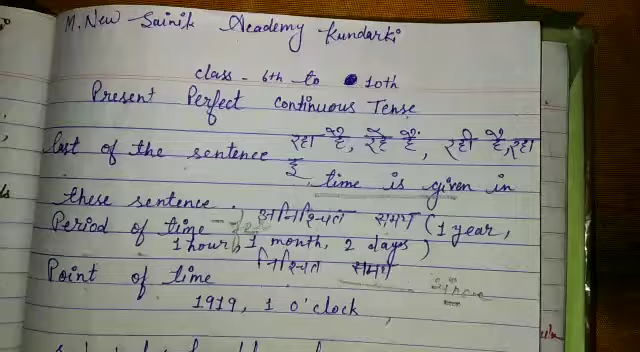 M. New Sainik Academy Kundarki
class - 6th to 10th
Present Perfect continuous Tense
last of the sentence रहा है, रहे हैं, रही है, रहा
हूँ time is given in
these sentence.
Period of time - अनिश्चित समय (1 year,
1 hour, 1 month, 2 dayes)
Point of time निश्चित समय since
1919, 1 o'clock,